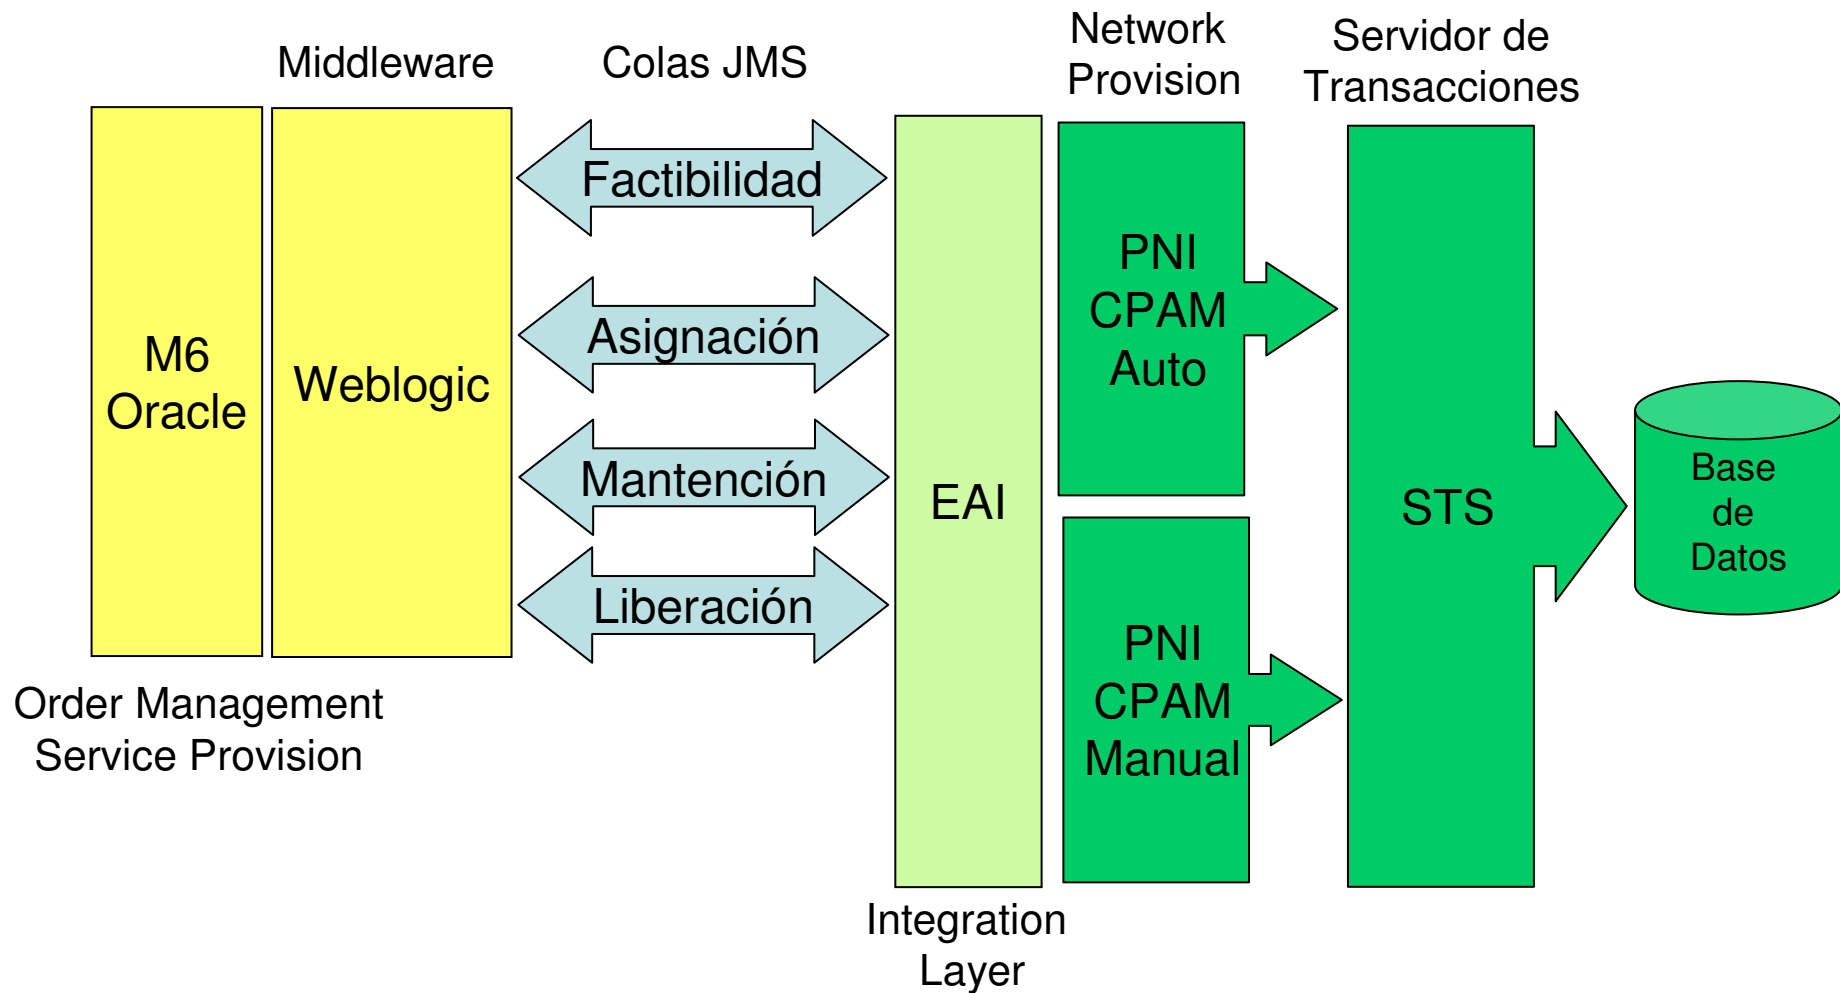 Middleware
Colas JMS
Network
Provision
Servidor de
Transacciones
M6
Oracle
Weblogic
Factibilidad
Asignación
Mantención
Liberación
EAI
PNI
CPAM
Auto
PNI
CPAM
Manual
STS
Base
de
Datos
Order Management
Service Provision
Integration
Layer